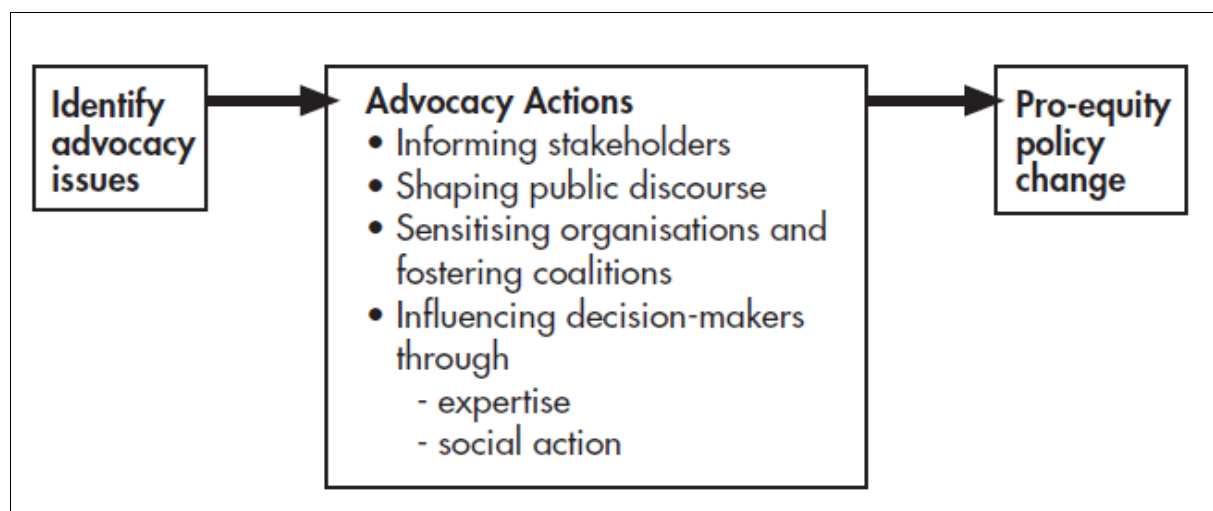 Identify
advocacy
issues
Advocacy Actions
• Informing stakeholders
• Shaping public discourse
• Sensitising organisations and
fostering coalitions
• Influencing decision-makers
through
- expertise
- social action
Pro-equity
policy
change